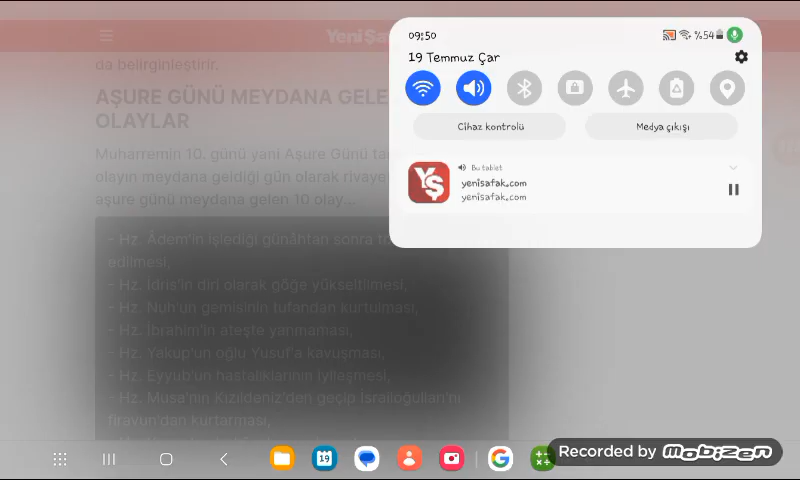 09:50
%54
19 Temmuz Çar
Cihaz kontrolü
Medya çıkışı
Bu tablet
yenisafak.com
yenisafak.com
Yeni Şa
da belirginleştirir.
AŞURE GÜNÜ MEYDANA GELE
OLAYLAR
Muharremin 10. günü yani Aşure Günü
olayın meydana geldiği gün olarak rivaye
aşure günü meydana gelen 10 olay...
- Hz. Âdem'in işlediği günâhtan sonra
edilmesi,
- Hz. İdris'in diri olarak göğe yükseltilmesi,
- Hz. Nuh'un gemisinin tufandan kurtulması,
- Hz. İbrahim'in ateşte yanmaması,
- Hz. Yakup'un oğlu Yusuf'a kavuşması,
- Hz. Eyyub'un hastalıklarının iyileşmesi,
- Hz. Musa'nın Kızıldeniz'den geçip İsrailoğulları'nı
firavun'dan kurtarması,
19
Recorded by mobizen